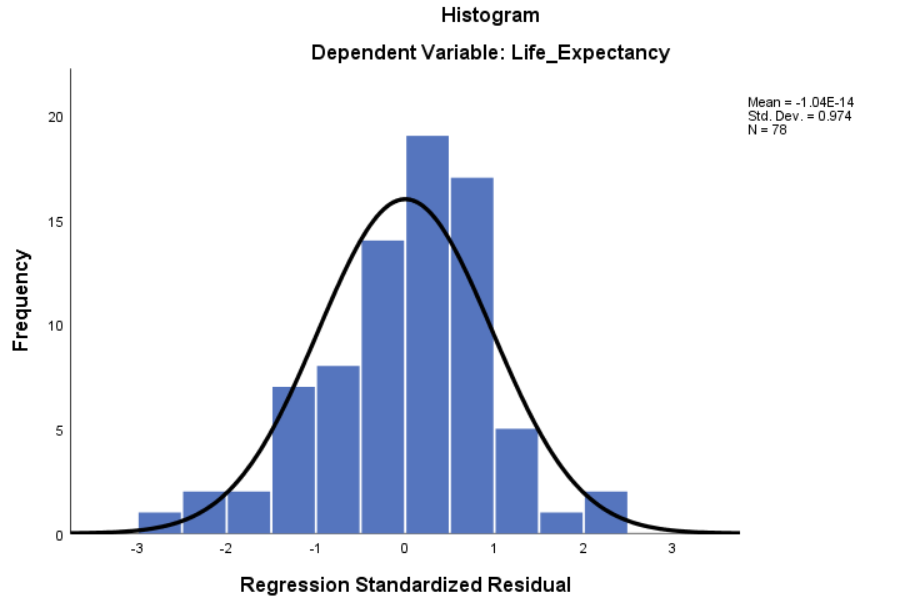 Histogram
Dependent Variable: Life_Expectancy
Mean = -1.04E-14
Std. Dev. = 0.974
N = 78
Frequency
20
15
10
5
0
-3 -2 -1 0 1 2 3
Regression Standardized Residual